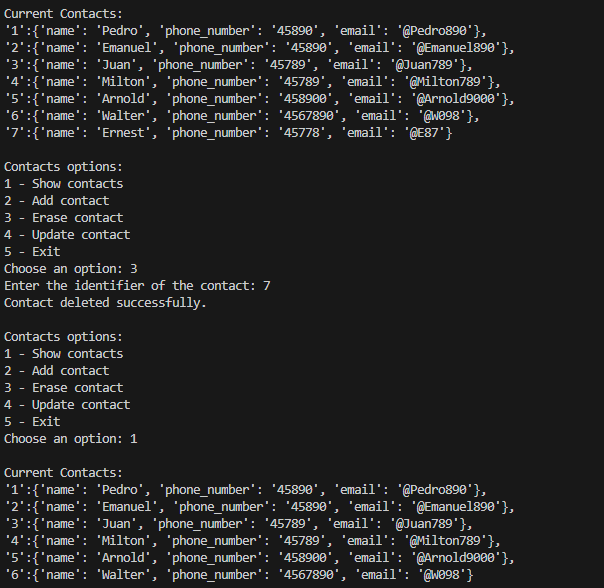 Current Contacts:
'1':{'name': 'Pedro', 'phone_number': '45890', 'email': '@Pedro890'},
'2':{'name': 'Emanuel', 'phone_number': '45890', 'email': '@Emanuel890'},
'3':{'name': 'Juan', 'phone_number': '45789', 'email': '@Juan789'},
'4':{'name': 'Milton', 'phone_number': '45789', 'email': '@Milton789'},
'5':{'name': 'Arnold', 'phone_number': '458900', 'email': '@Arnold9000'},
'6':{'name': 'Walter', 'phone_number': '4567890', 'email': '@W098'},
'7':{'name': 'Ernest', 'phone_number': '45778', 'email': '@E87'}
Contacts options:
1 - Show contacts
2 - Add contact
3 - Erase contact
4 - Update contact
5 - Exit
Choose an option: 3
Enter the identifier of the contact: 7
Contact deleted successfully.
Contacts options:
1 - Show contacts
2 - Add contact
3 - Erase contact
4 - Update contact
5 - Exit
Choose an option: 1
Current Contacts:
'1':{'name': 'Pedro', 'phone_number': '45890', 'email': '@Pedro890'},
'2':{'name': 'Emanuel', 'phone_number': '45890', 'email': '@Emanuel890'},
'3':{'name': 'Juan', 'phone_number': '45789', 'email': '@Juan789'},
'4':{'name': 'Milton', 'phone_number': '45789', 'email': '@Milton789'},
'5':{'name': 'Arnold', 'phone_number': '458900', 'email': '@Arnold9000'},
'6':{'name': 'Walter', 'phone_number': '4567890', 'email': '@W098'}